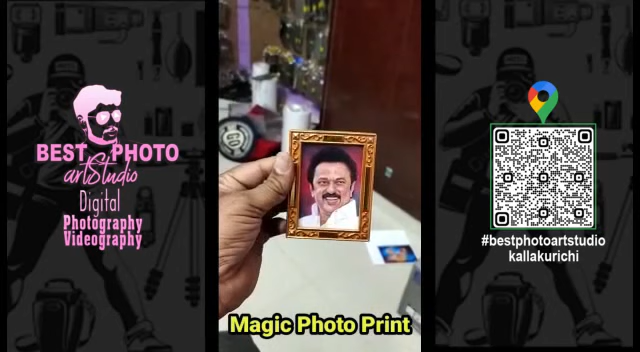 BEST PHOTO
artStudio
Digital
Photography
Videography
Magic Photo Print
#bestphotoartstudio
kallakurichi